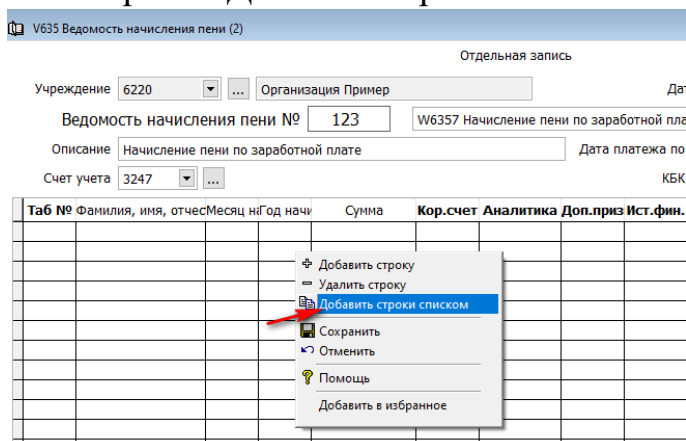 V635 Ведомость начисления пени (2)
Отдельная запись
Учреждение 6220 ... Организация Пример
Ведомость начисления пени № 123 W6357 Начисление пени по заработной пла
Описание Начисление пени по заработной плате Дата платежа по
Счет учета 3247 ... КБК
Таб № Фамилия, имя, отчес Месяц на Год начи Сумма Кор.счет Аналитика Доп.приз Ист.фин.
Добавить строку
Удалить строку
Добавить строки списком
Сохранить
Отменить
Помощь
Добавить в избранное